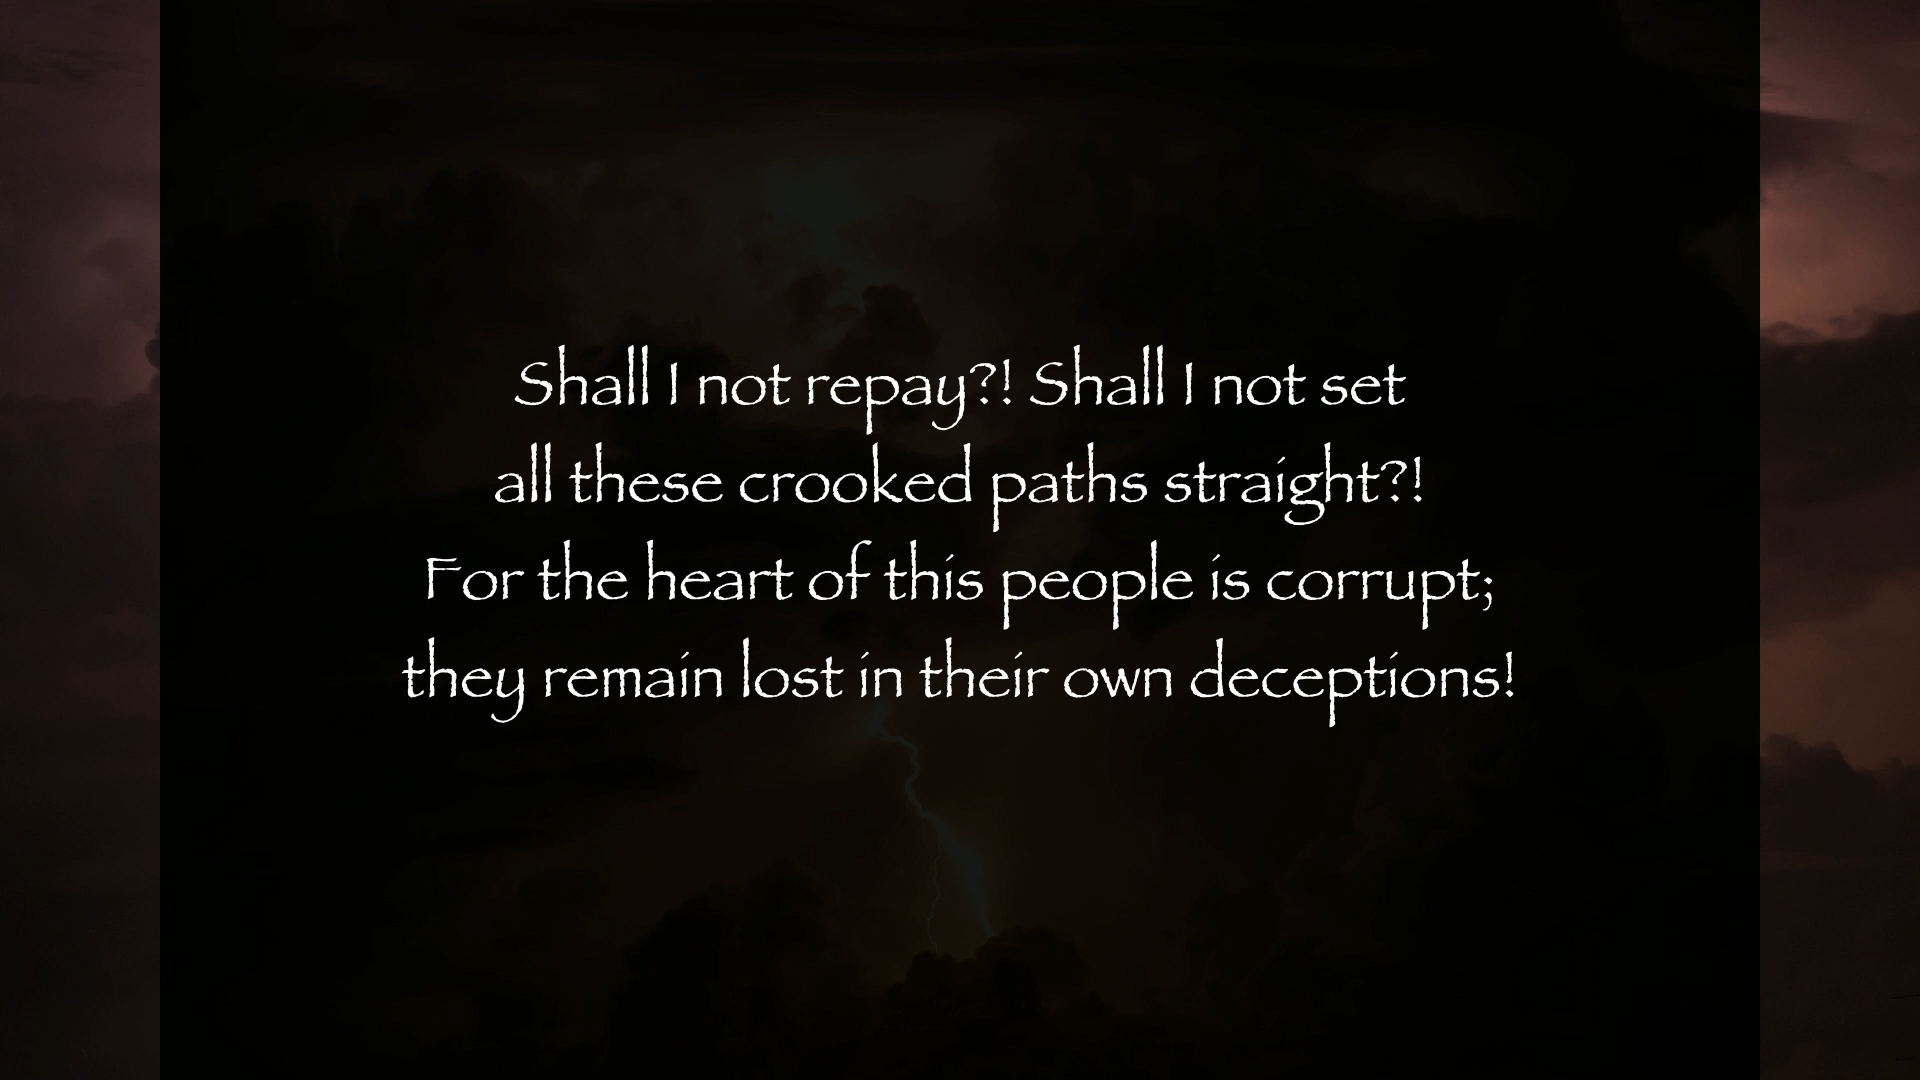 Shall I not repay?! Shall I not set
all these crooked paths straight?!
For the heart of this people is corrupt;
they remain lost in their own deceptions!